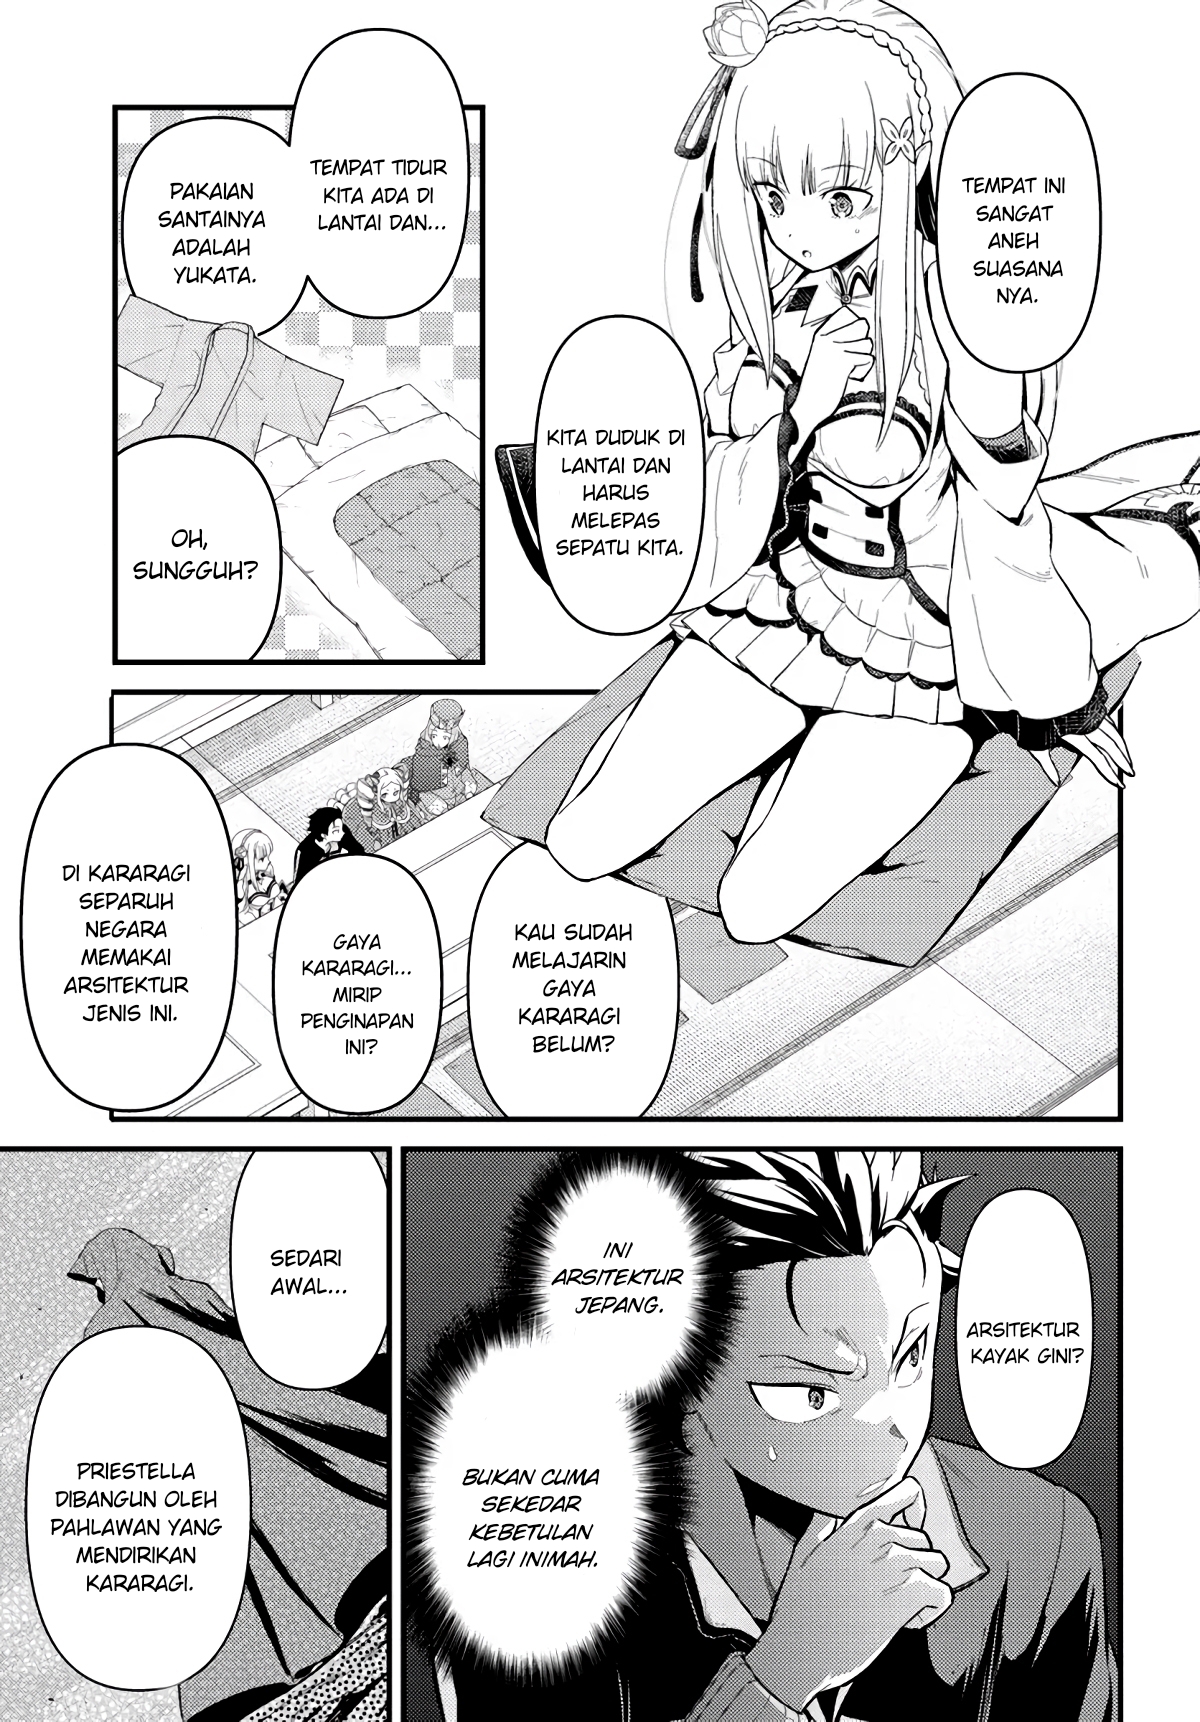 TEMPAT INI
SANGAT
ANEH
SUASANA
NYA.
KITA DUDUK DI
LANTAI DAN
HARUS
MELEPAS
SEPATU KITA.
TEMPAT TIDUR
KITA ADA DI
LANTAI DAN...
PAKAIAN
SANTAINYA
ADALAH
YUKATA.
OH,
SUNGGUH?
KAU SUDAH
MELAJARIN
GAYA
KARARAGI
BELUM?
GAYA
KARARAGI...
MIRIP
PENGINAPAN
INI?
DI KARARAGI
SEPARUH
NEGARA
MEMAKAI
ARSITEKTUR
JENIS INI.
ARSITEKTUR
KAYAK GINI?
INI
ARSITEKTUR
JEPANG.
BUKAN CUMA
SEKEDAR
KEBETULAN
LAGI INIMAH.
SEDARI
AWAL...
PRIESTELLA
DIBANGUN OLEH
PAHLAWAN YANG
MENDIRIKAN
KARARAGI.